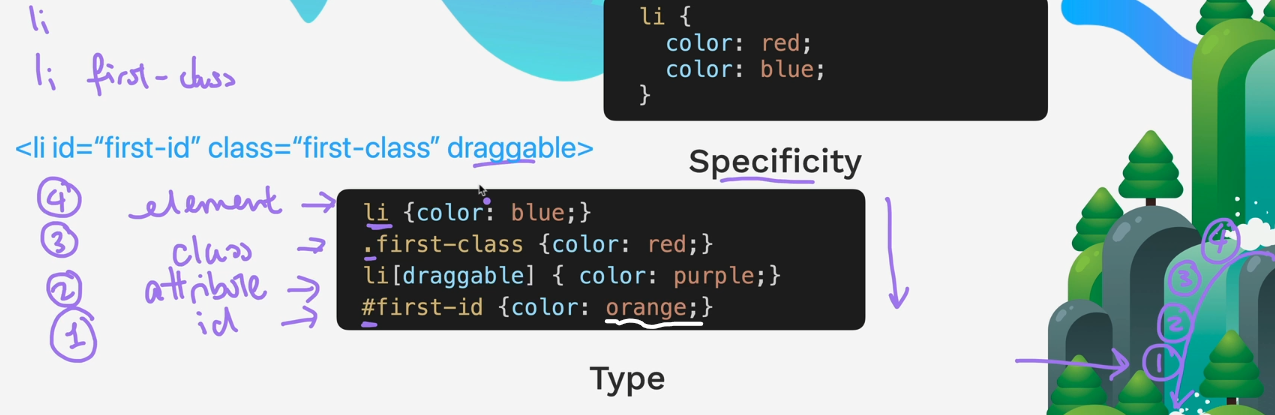 li
li first-class
li {
color: red;
color: blue;
}
<li id=“first-id” class=“first-class” draggable>
Specificity
4 element li {color: blue;}
3 class .first-class {color: red;}
2 attribute li[draggable] { color: purple;}
1 id #first-id {color: orange;}
4
3
2
1
Type